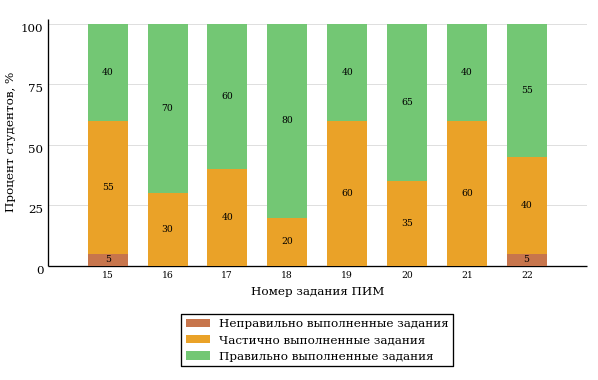 100
75
50
25
0
Процент студентов, %
40 70 60 80 40 65 40 55
55 30 40 20 60 35 60 40
5 5
15 16 17 18 19 20 21 22
Номер задания ПИМ
Неправильно выполненные задания
Частично выполненные задания
Правильно выполненные задания